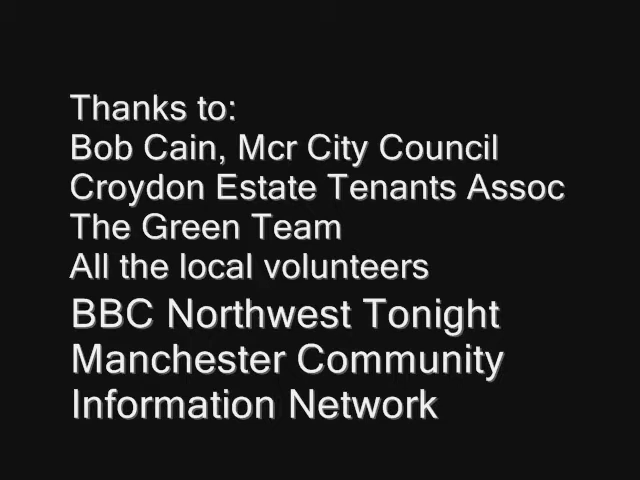 Thanks to:
Bob Cain, Mcr City Council
Croydon Estate Tenants Assoc
The Green Team
All the local volunteers
BBC Northwest Tonight
Manchester Community
Information Network